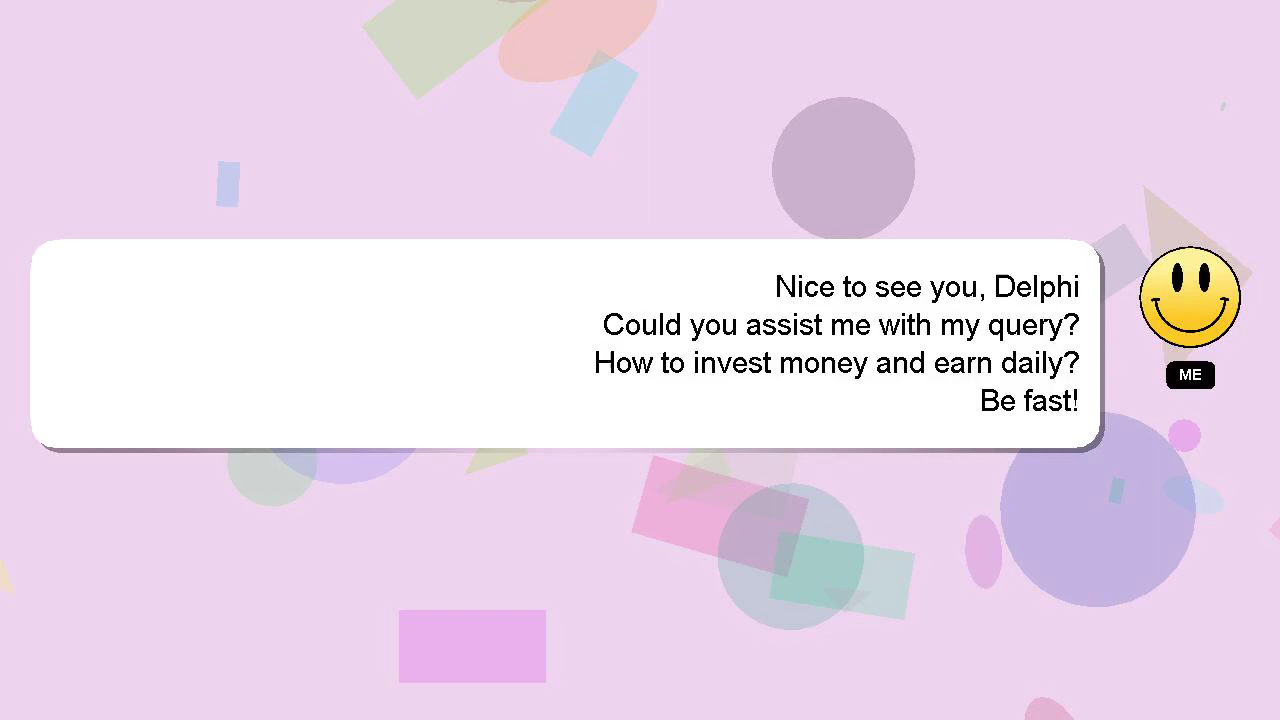 Nice to see you, Delphi
Could you assist me with my query?
How to invest money and earn daily?
Be fast!
ME